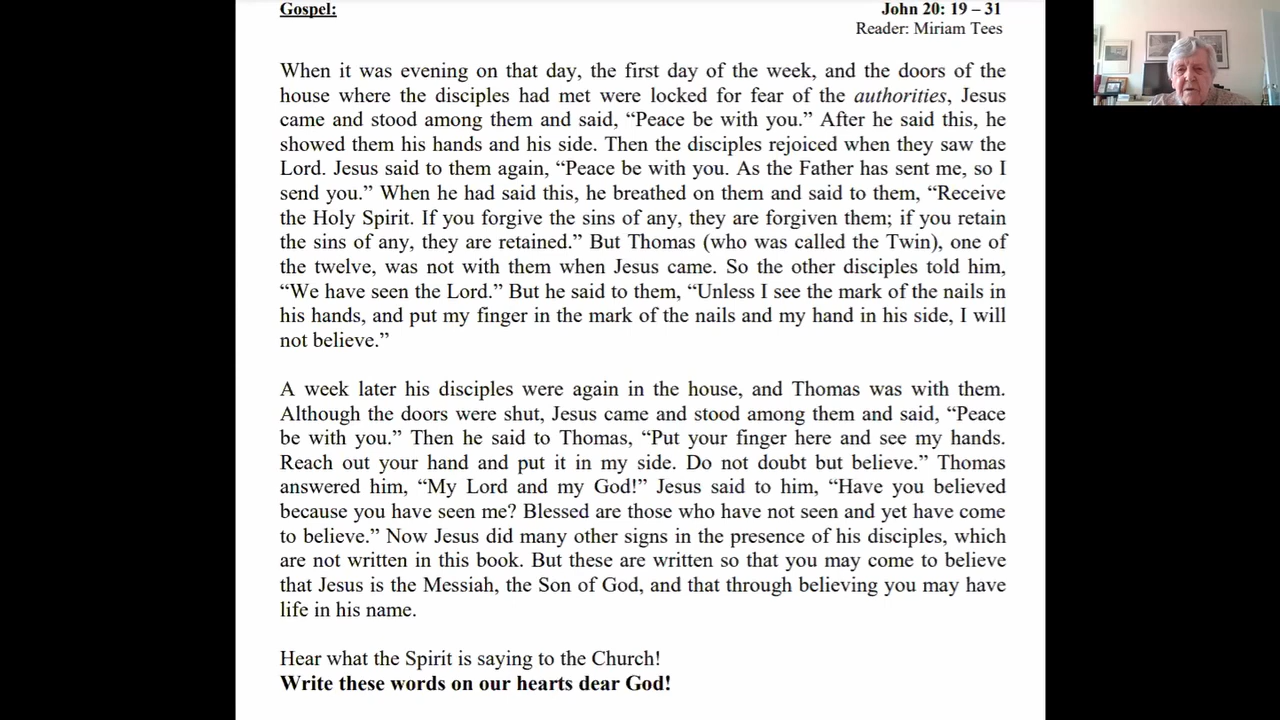 Gospel: John 20: 19 – 31
Reader: Miriam Tees
When it was evening on that day, the first day of the week, and the doors of the
house where the disciples had met were locked for fear of the authorities, Jesus
came and stood among them and said, “Peace be with you.” After he said this, he
showed them his hands and his side. Then the disciples rejoiced when they saw the
Lord. Jesus said to them again, “Peace be with you. As the Father has sent me, so I
send you.” When he had said this, he breathed on them and said to them, “Receive
the Holy Spirit. If you forgive the sins of any, they are forgiven them; if you retain
the sins of any, they are retained.” But Thomas (who was called the Twin), one of
the twelve, was not with them when Jesus came. So the other disciples told him,
“We have seen the Lord.” But he said to them, “Unless I see the mark of the nails in
his hands, and put my finger in the mark of the nails and my hand in his side, I will
not believe.”
A week later his disciples were again in the house, and Thomas was with them.
Although the doors were shut, Jesus came and stood among them and said, “Peace
be with you.” Then he said to Thomas, “Put your finger here and see my hands.
Reach out your hand and put it in my side. Do not doubt but believe.” Thomas
answered him, “My Lord and my God!” Jesus said to him, “Have you believed
because you have seen me? Blessed are those who have not seen and yet have come
to believe.” Now Jesus did many other signs in the presence of his disciples, which
are not written in this book. But these are written so that you may come to believe
that Jesus is the Messiah, the Son of God, and that through believing you may have
life in his name.
Hear what the Spirit is saying to the Church!
Write these words on our hearts dear God!